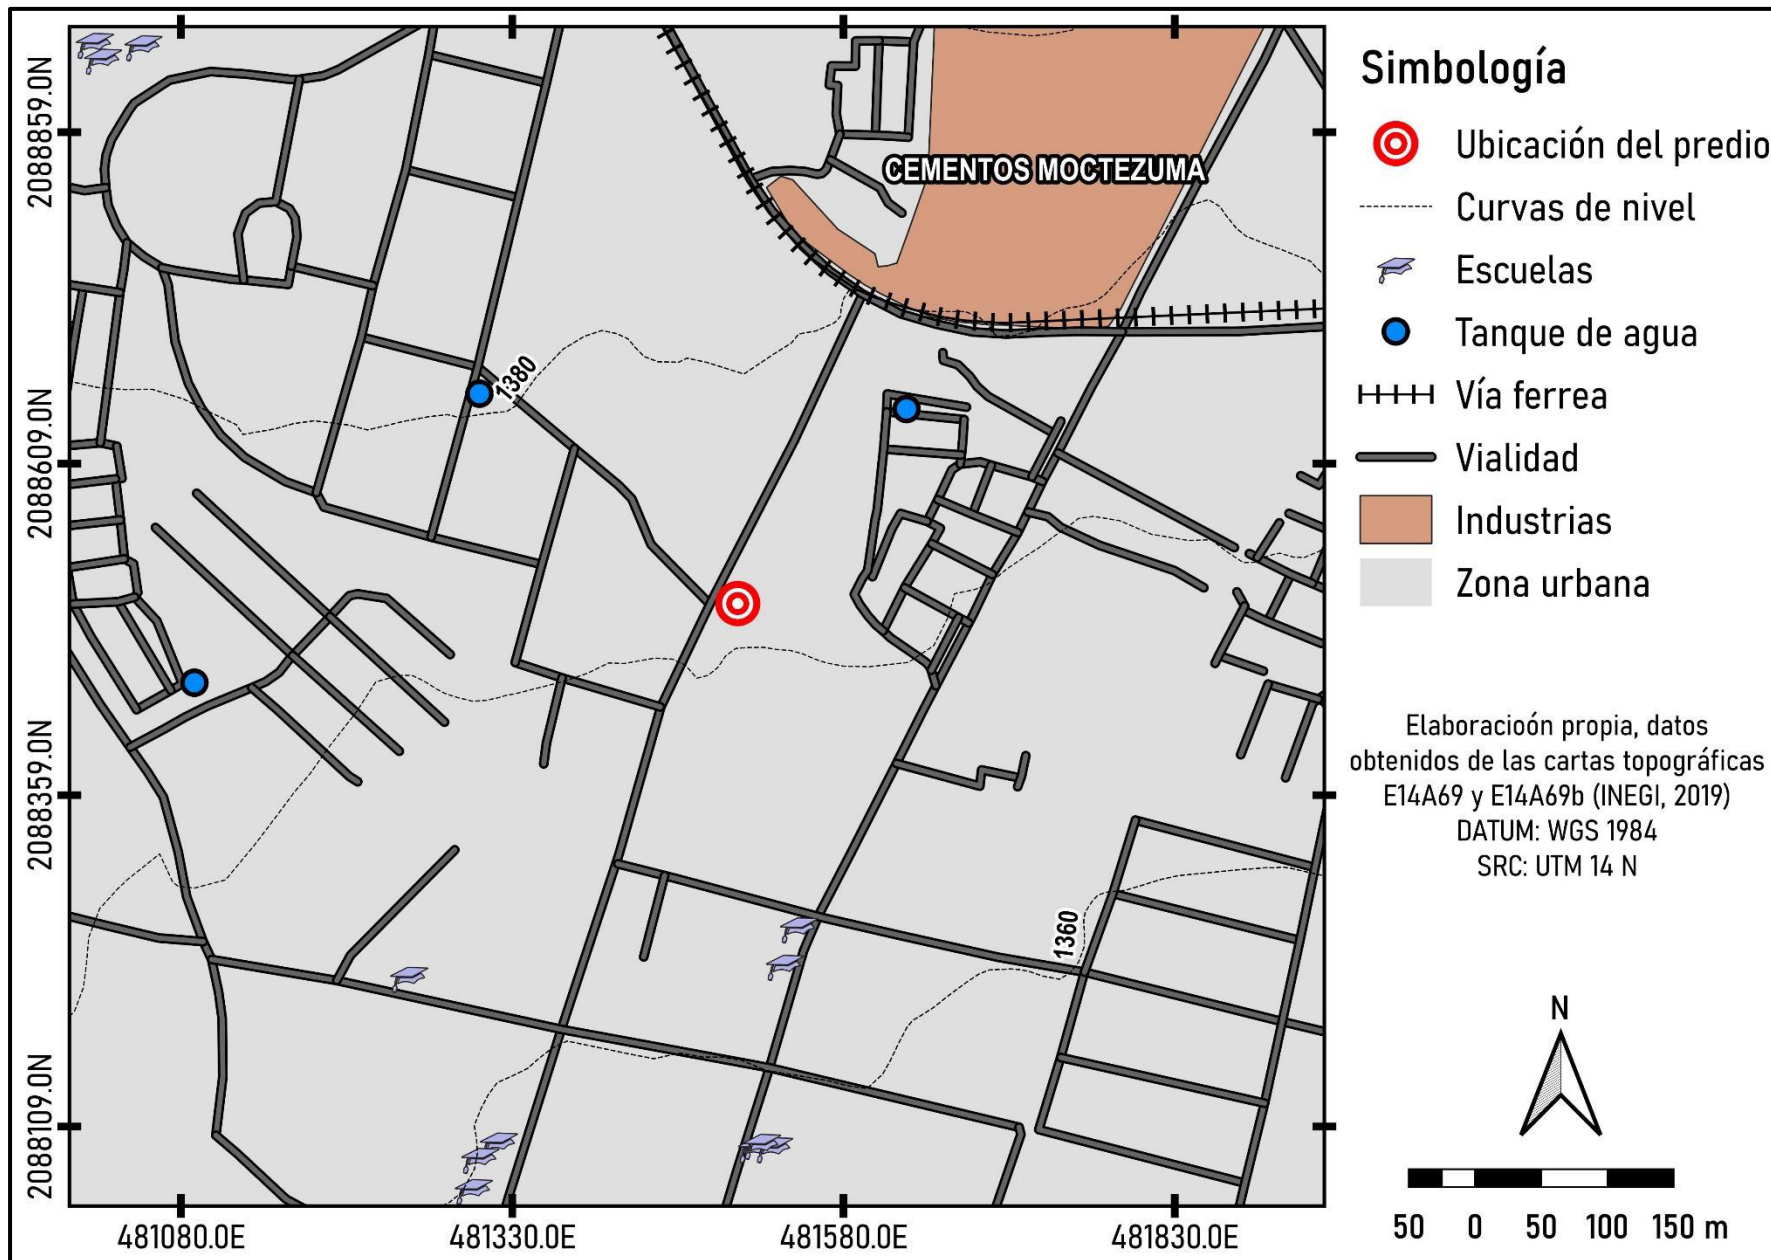 2088859.0N
2088609.0N
2088359.0N
2088109.0N
481080.0E
481330.0E
481580.0E
481830.0E
CEMENTOS MOCTEZUMA
1380
1360
Simbología
Ubicación del predio
Curvas de nivel
Escuelas
Tanque de agua
Vía ferrea
Vialidad
Industrias
Zona urbana
Elaboracioón propia, datos
obtenidos de las cartas topográficas
E14A69 y E14A69b (INEGI, 2019)
DATUM: WGS 1984
SRC: UTM 14 N
N
50 0 50 100 150 m